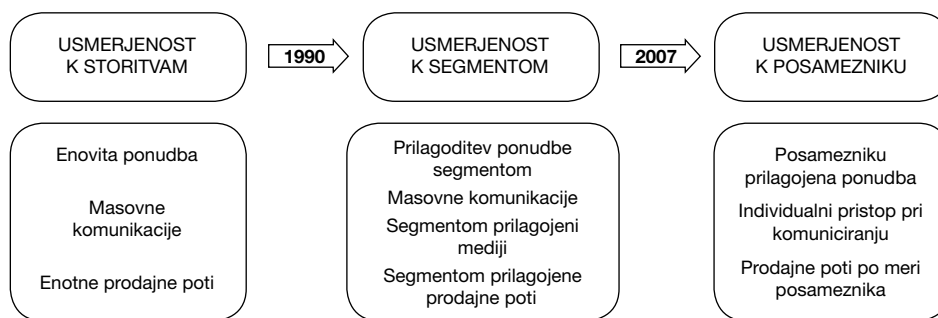 USMERJENOST
K STORITVAM
1990
USMERJENOST
K SEGMENTOM
2007
USMERJENOST
K POSAMEZNIKU
Enovita ponudba
Masovne
komunikacije
Enotne prodajne poti
Prilagoditev ponudbe
segmentom
Masovne komunikacije
Segmentom prilagojeni
mediji
Segmentom prilagojene
prodajne poti
Posamezniku
prilagojena ponudba
Individualni pristop pri
komuniciranju
Prodajne poti po meri
posameznika